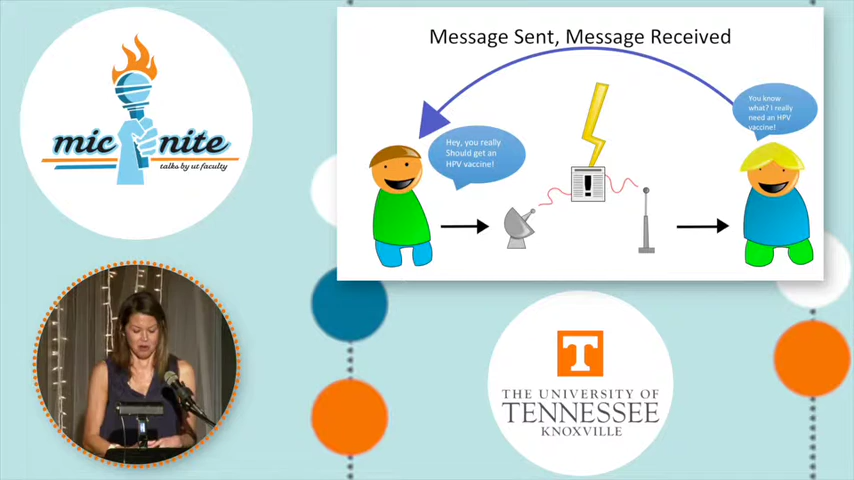 mic nite
talks by ut faculty
Message Sent, Message Received
Hey, you really
Should get an
HPV vaccine!
!
You know
what? I really
need an HPV
vaccine!
T
THE UNIVERSITY OF
TENNESSEE
KNOXVILLE